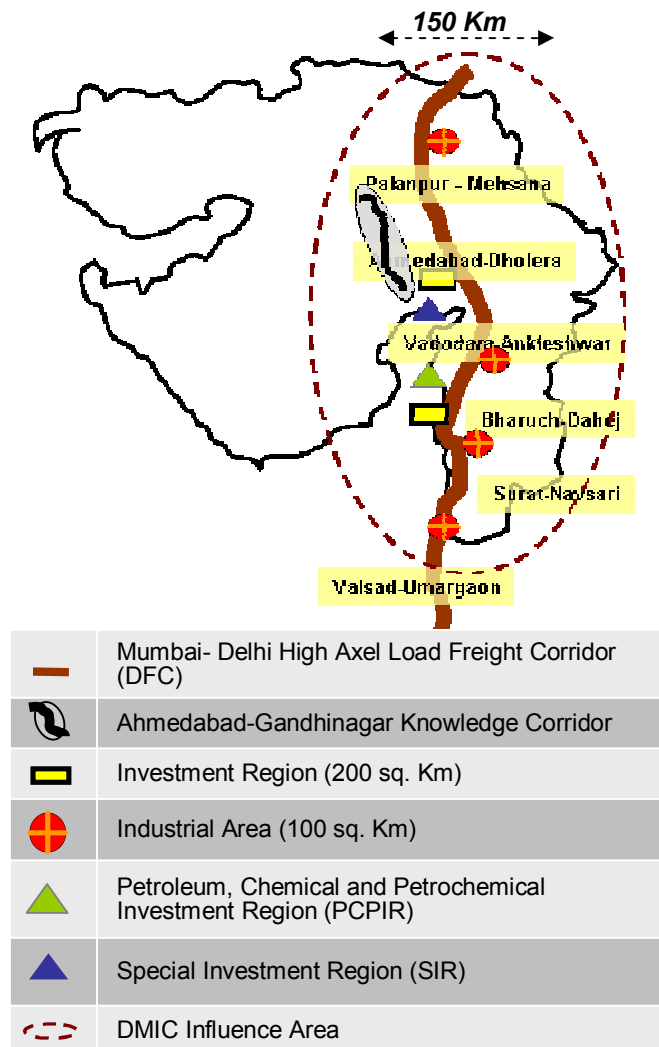 150 Km
Palanpur - Mehsana
Ahmedabad-Dholera
Vadodara-Ankleshwar
Bharuch-Dahej
Surat-Navsari
Valsad-Umargaon
Mumbai- Delhi High Axel Load Freight Corridor
(DFC)
Ahmedabad-Gandhinagar Knowledge Corridor
Investment Region (200 sq. Km)
Industrial Area (100 sq. Km)
Petroleum, Chemical and Petrochemical
Investment Region (PCPIR)
Special Investment Region (SIR)
DMIC Influence Area